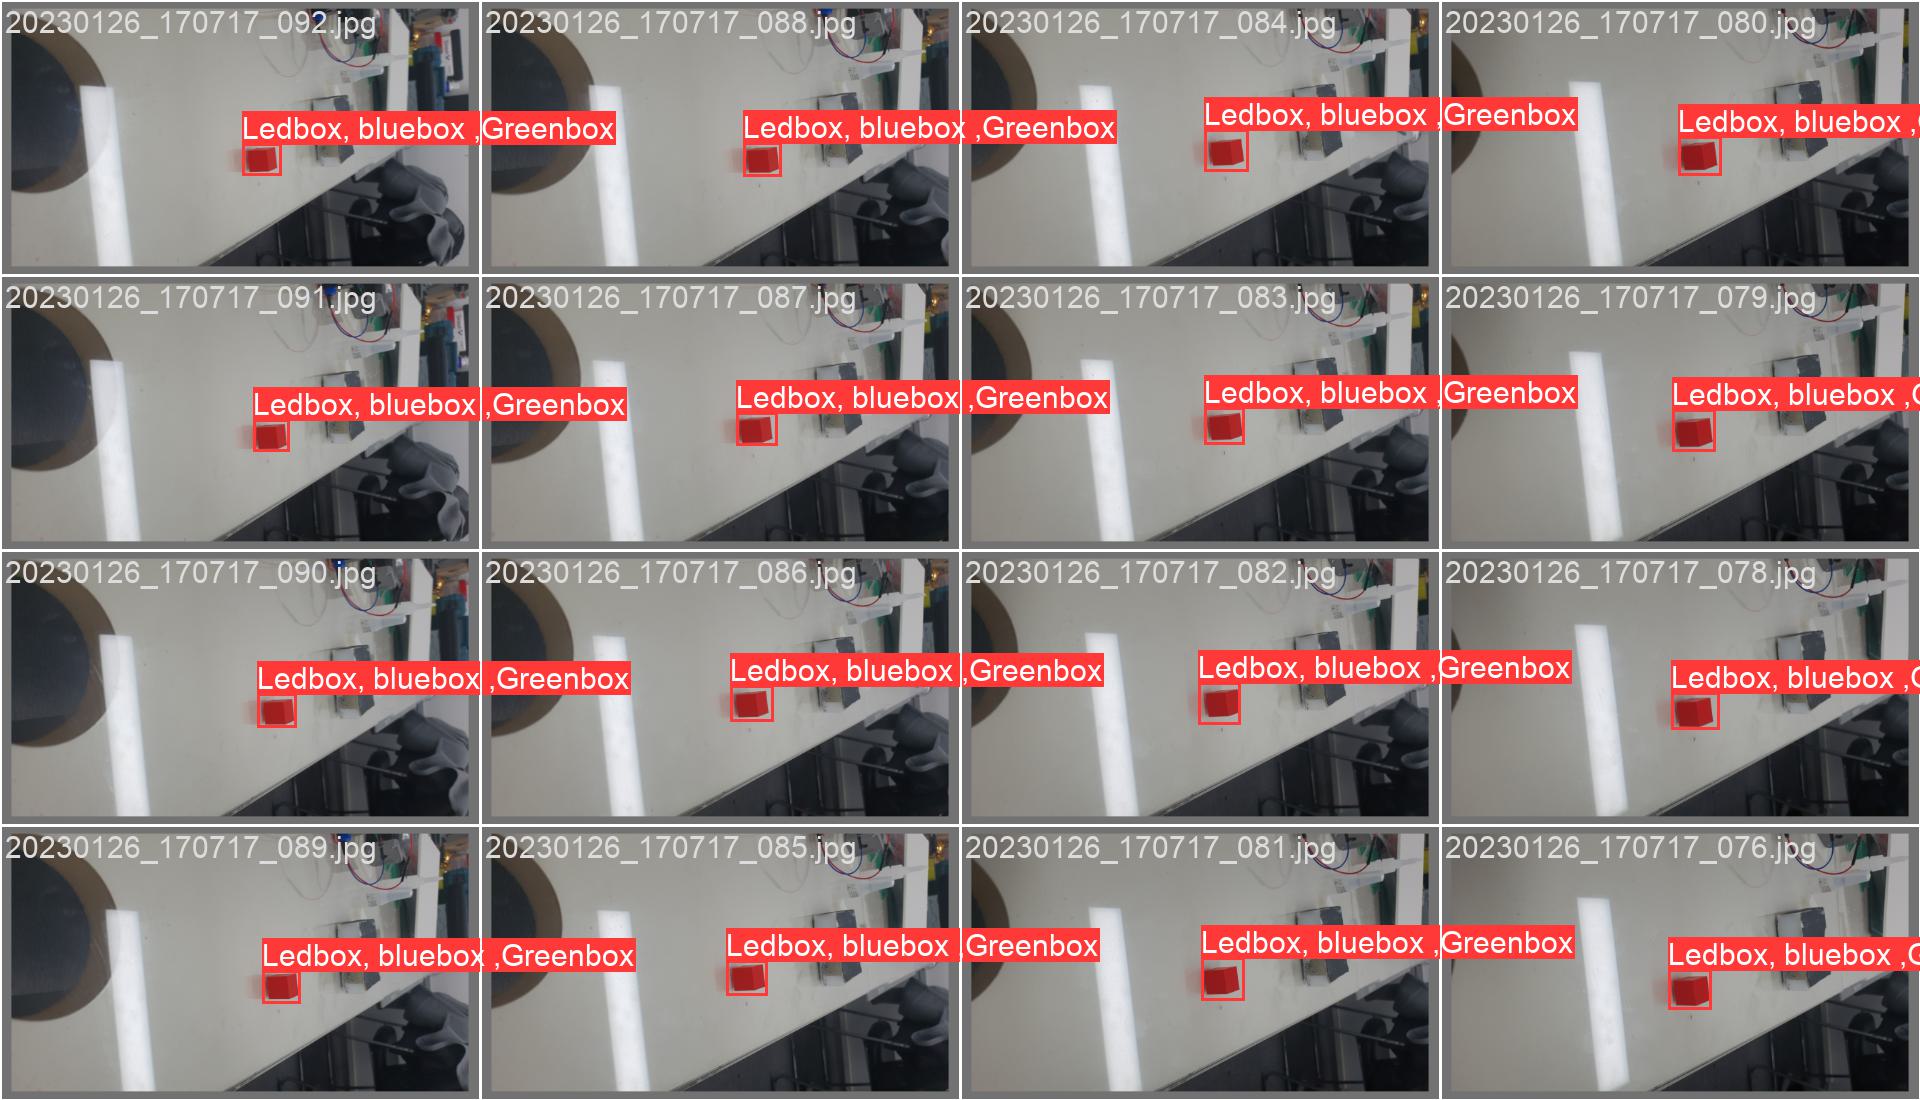 20230126_170717_092.jpg
Ledbox, bluebox ,Greenbox
20230126_170717_088.jpg
Ledbox, bluebox ,Greenbox
20230126_170717_084.jpg
Ledbox, bluebox ,Greenbox
20230126_170717_080.jpg
Ledbox, bluebox ,
20230126_170717_091.jpg
Ledbox, bluebox ,Greenbox
20230126_170717_087.jpg
Ledbox, bluebox ,Greenbox
20230126_170717_083.jpg
Ledbox, bluebox ,Greenbox
20230126_170717_079.jpg
Ledbox, bluebox ,
20230126_170717_090.jpg
Ledbox, bluebox ,Greenbox
20230126_170717_086.jpg
Ledbox, bluebox ,Greenbox
20230126_170717_082.jpg
Ledbox, bluebox ,Greenbox
20230126_170717_078.jpg
Ledbox, bluebox ,
20230126_170717_089.jpg
Ledbox, bluebox ,Greenbox
20230126_170717_085.jpg
Ledbox, bluebox ,Greenbox
20230126_170717_081.jpg
Ledbox, bluebox ,Greenbox
20230126_170717_076.jpg
Ledbox, bluebox ,